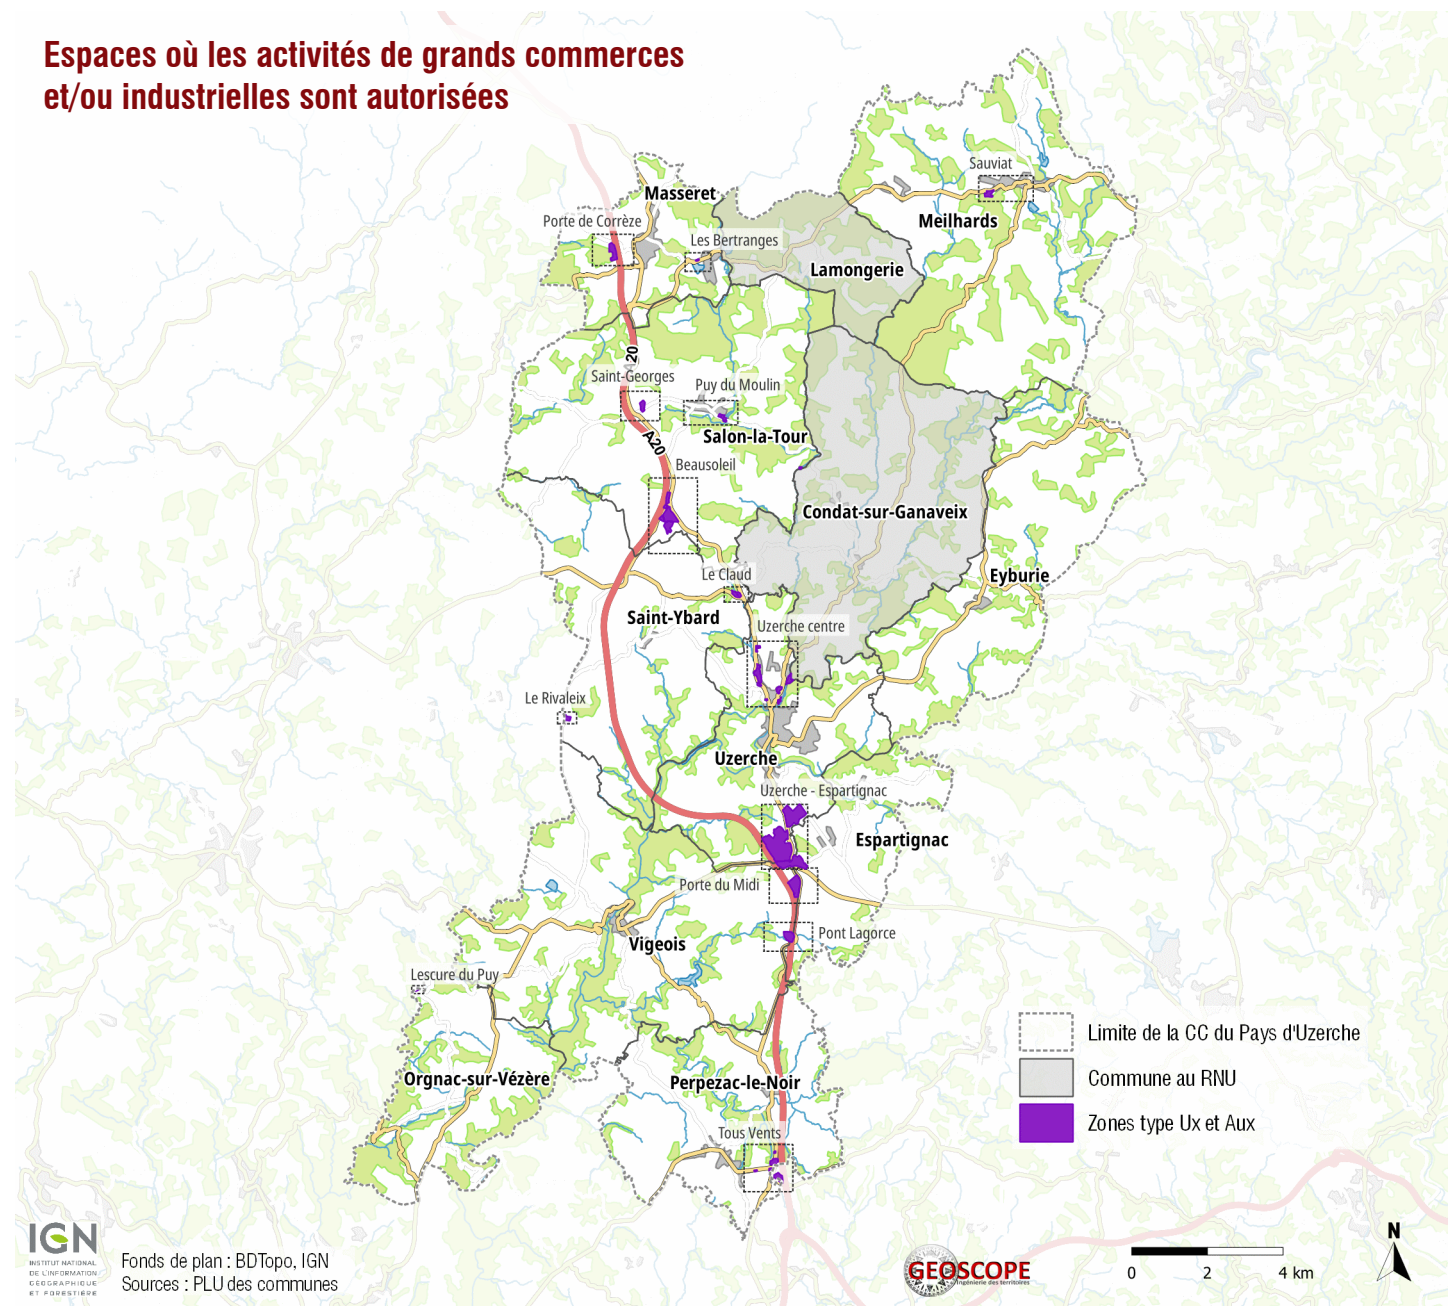 Espaces où les activités de grands commerces
et/ou industrielles sont autorisées
Sauviat
Masseret
Meilhards
Porte de Corrèze
Les Bertranges
Lamongerie
A20
Saint-Georges
Puy du Moulin
A20
Salon-la-Tour
Beausoleil
Condat-sur-Ganaveix
Le Claud
Eyburie
Saint-Ybard
Uzerche centre
Le Rivaleix
Uzerche
Uzerche - Espartignac
Espartignac
Porte du Midi
Pont Lagorce
Vigeois
Lescure du Puy
Orgnac-sur-Vézère
Perpezac-le-Noir
Tous Vents
Limite de la CC du Pays d'Uzerche
Commune au RNU
Zones type Ux et Aux
IGN
INSTITUT NATIONAL
DE L'INFORMATION
GÉOGRAPHIQUE
ET FORESTIÈRE
Fonds de plan : BDTopo, IGN
Sources : PLU des communes
GEOSCOPE
Ingénierie des territoires
0 2 4 km
N